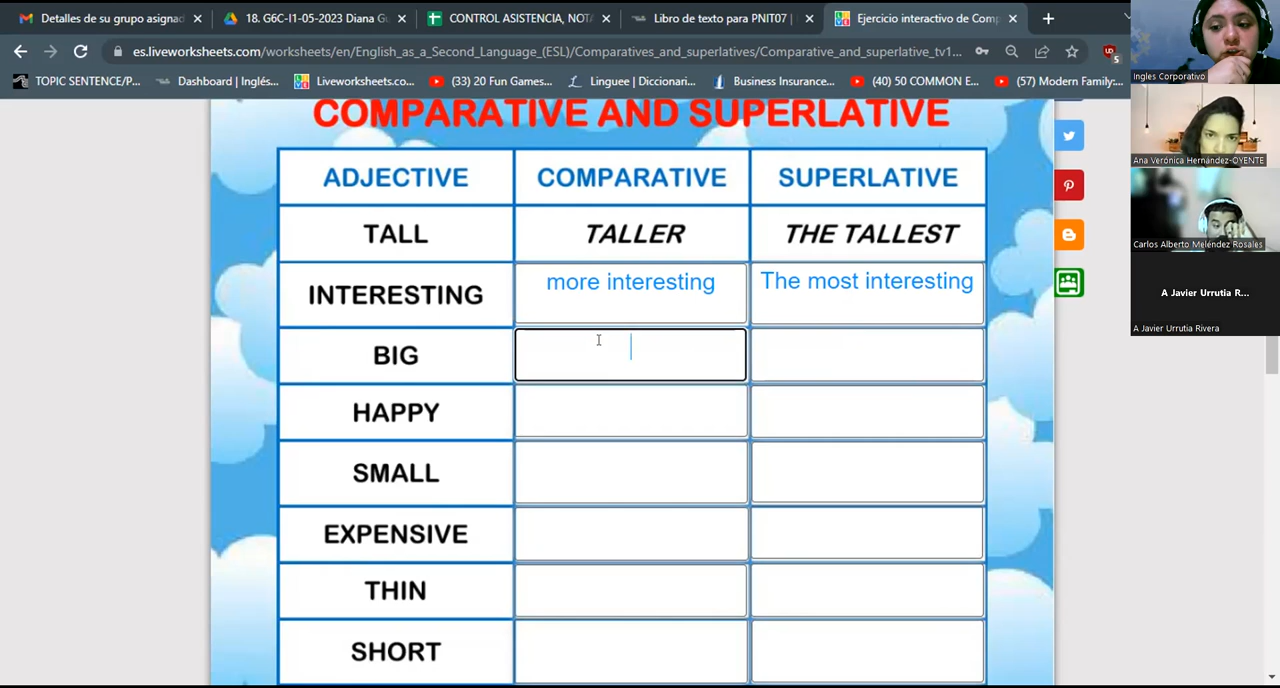 Detalles de su grupo asignad
18. G6C-I1-05-2023 Diana Gu
CONTROL ASISTENCIA, NOTA
Libro de texto para PNIT07 |
Ejercicio interactivo de Comp
es.liveworksheets.com/worksheets/en/English_as_a_Second_Language_(ESL)/Comparatives_and_superlatives/Comparative_and_superlative_tv1...
5
TOPIC SENTENCE/P...
Dashboard | Inglés...
Liveworksheets.co...
(33) 20 Fun Games...
Linguee | Diccionari...
Business Insurance...
(40) 50 COMMON E...
(57) Modern Family:...
Ingles Corporativo
Ana Verónica Hernández-OYENTE
Carlos Alberto Meléndez Rosales
A Javier Urrutia R...
A Javier Urrutia Rivera
COMPARATIVE AND SUPERLATIVE
ADJECTIVE COMPARATIVE SUPERLATIVE
TALL TALLER THE TALLEST
INTERESTING more interesting The most interesting
BIG
HAPPY
SMALL
EXPENSIVE
THIN
SHORT